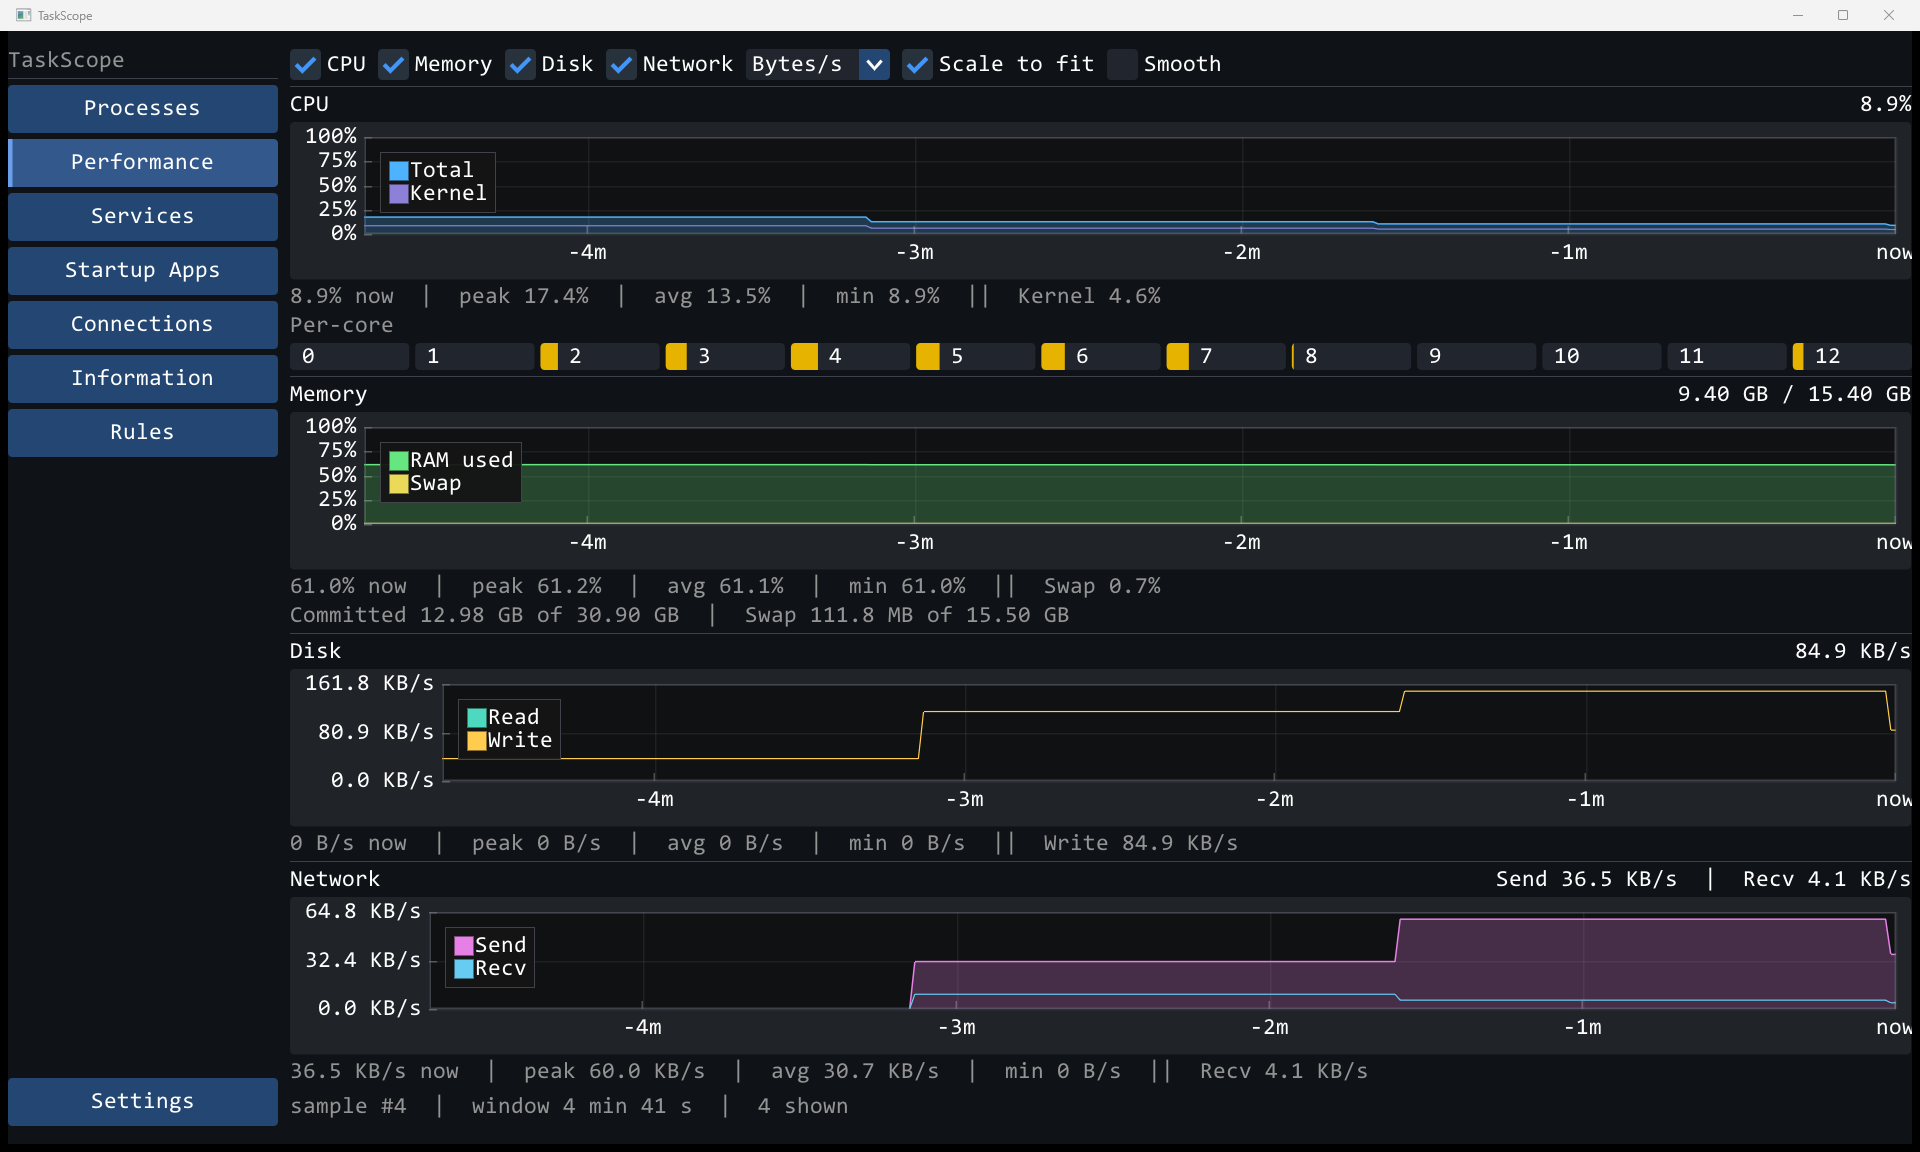 TaskScope
TaskScope
Processes
Performance
Services
Startup Apps
Connections
Information
Rules
Settings
CPU Memory Disk Network Bytes/s Scale to fit Smooth
CPU 8.9%
100%
75%
50%
25%
0%
Total
Kernel
-4m -3m -2m -1m now
8.9% now | peak 17.4% | avg 13.5% | min 8.9% || Kernel 4.6%
Per-core
0 1 2 3 4 5 6 7 8 9 10 11 12
Memory 9.40 GB / 15.40 GB
100%
75%
50%
25%
0%
RAM used
Swap
-4m -3m -2m -1m now
61.0% now | peak 61.2% | avg 61.1% | min 61.0% || Swap 0.7%
Committed 12.98 GB of 30.90 GB | Swap 111.8 MB of 15.50 GB
Disk 84.9 KB/s
161.8 KB/s
80.9 KB/s
0.0 KB/s
Read
Write
-4m -3m -2m -1m now
0 B/s now | peak 0 B/s | avg 0 B/s | min 0 B/s || Write 84.9 KB/s
Network Send 36.5 KB/s | Recv 4.1 KB/s
64.8 KB/s
32.4 KB/s
0.0 KB/s
Send
Recv
-4m -3m -2m -1m now
36.5 KB/s now | peak 60.0 KB/s | avg 30.7 KB/s | min 0 B/s || Recv 4.1 KB/s
sample #4 | window 4 min 41 s | 4 shown